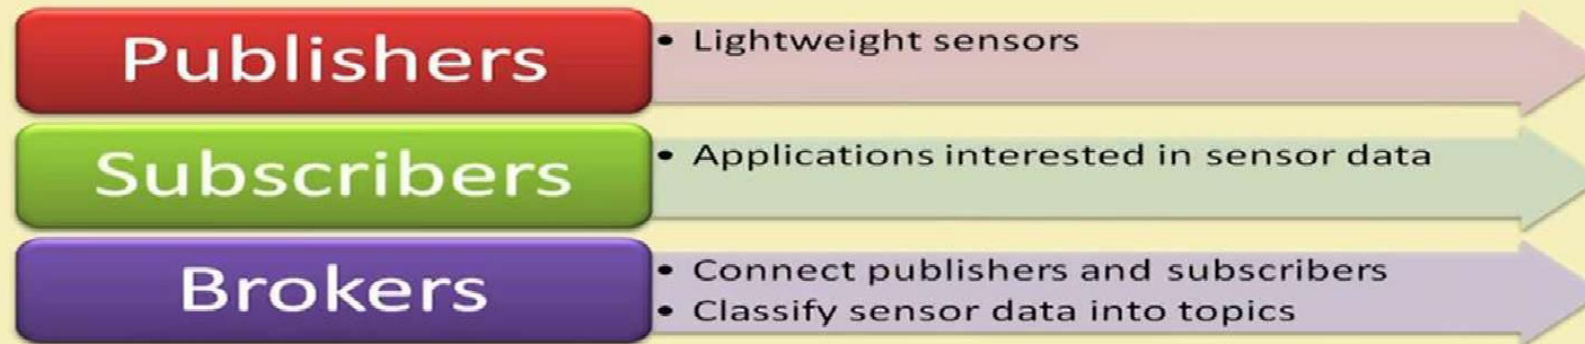 Publishers
• Lightweight sensors
Subscribers
• Applications interested in sensor data
Brokers
• Connect publishers and subscribers
• Classify sensor data into topics